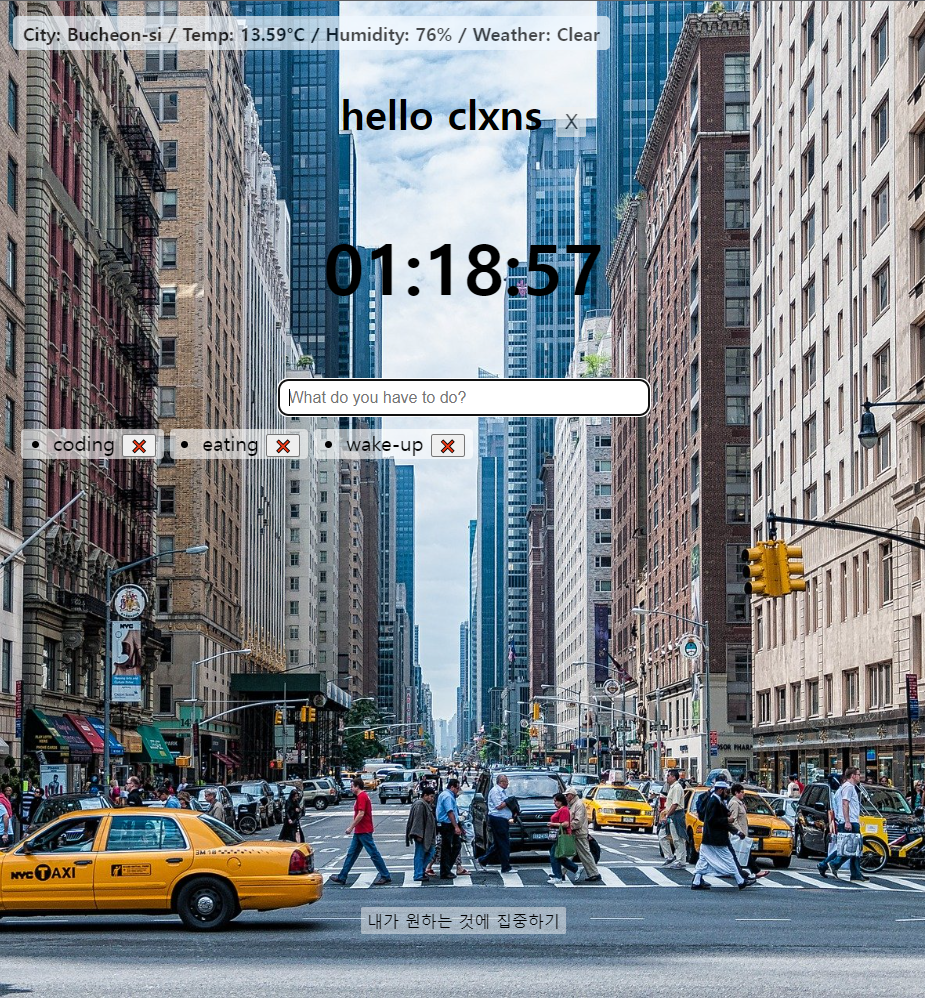 City: Bucheon-si / Temp: 13.59°C / Humidity: 76% / Weather: Clear
hello clxns X
01:18:57
What do you have to do?
• coding ❌ • eating ❌ • wake-up ❌
NYC
NYC TAXI
내가 원하는 것에 집중하기